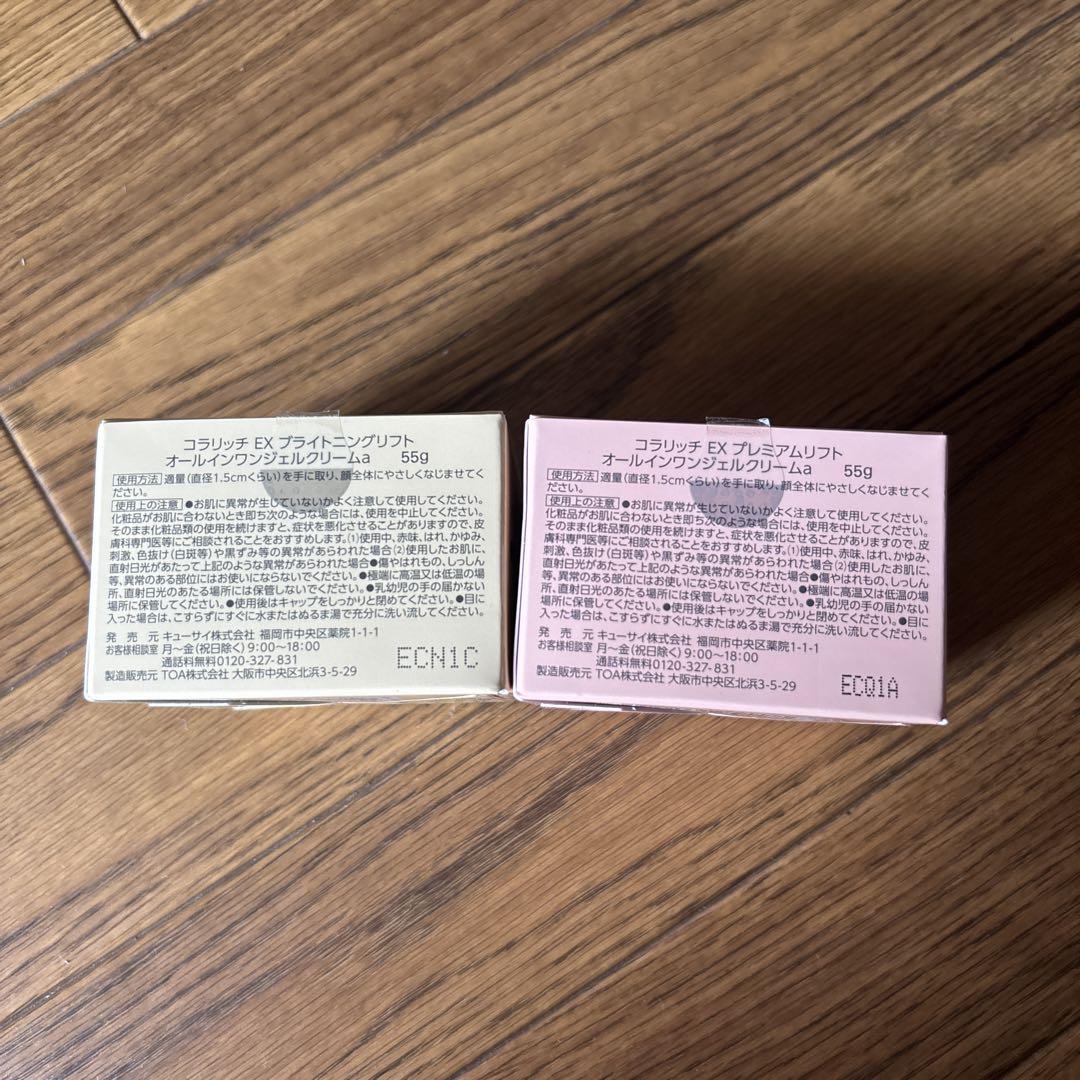 コラリッチ EX ブライトニングリフト
オールインワンジェルクリームa 55g
使用方法 適量(直径1.5cmくらい)を手に取り、顔全体にやさしくなじませてく
ださい。
使用上の注意 ●お肌に異常が生じていないかよく注意して使用してください。
化粧品がお肌に合わないとき即ち次のような場合には、使用を中止してください。
そのまま化粧品類の使用を続けますと、症状を悪化させることがありますので、皮
膚科専門医等にご相談されることをおすすめします。(1)使用中、赤味、はれ、かゆみ、
刺激、色抜け(白斑等)や黒ずみ等の異常があらわれた場合(2)使用したお肌に、
直射日光があたって上記のような異常があらわれた場合●傷やはれもの、しっしん
等、異常のある部位にはお使いにならないでください。●極端に高温又は低温の場
所、直射日光のあたる場所には保管しないでください。●乳幼児の手の届かない
場所に保管してください。●使用後はキャップをしっかりと閉めてください。●目に
入った場合は、こすらずにすぐに水またはぬるま湯で充分に洗い流してください。
発売元 キューサイ株式会社 福岡市中央区薬院1-1-1
お客様相談室 月〜金(祝日除く) 9:00〜18:00
通話料無料0120-327-831
製造販売元 TOA株式会社 大阪市中央区北浜3-5-29
ECN1C
コラリッチ EX プレミアムリフト
オールインワンジェルクリームa 55g
使用方法 適量(直径1.5cmくらい)を手に取り、顔全体にやさしくなじませてく
ださい。
使用上の注意 ●お肌に異常が生じていないかよく注意して使用してください。
化粧品がお肌に合わないとき即ち次のような場合には、使用を中止してください。
そのまま化粧品類の使用を続けますと、症状を悪化させることがありますので、皮
膚科専門医等にご相談されることをおすすめします。(1)使用中、赤味、はれ、かゆみ、
刺激、色抜け(白斑等)や黒ずみ等の異常があらわれた場合(2)使用したお肌に、
直射日光があたって上記のような異常があらわれた場合●傷やはれもの、しっしん
等、異常のある部位にはお使いにならないでください。●極端に高温又は低温の場
所、直射日光のあたる場所には保管しないでください。●乳幼児の手の届かない
場所に保管してください。●使用後はキャップをしっかりと閉めてください。●目に
入った場合は、こすらずにすぐに水またはぬるま湯で充分に洗い流してください。
発売元 キューサイ株式会社 福岡市中央区薬院1-1-1
お客様相談室 月〜金(祝日除く) 9:00〜18:00
通話料無料0120-327-831
製造販売元 TOA株式会社 大阪市中央区北浜3-5-29
ECQ1A